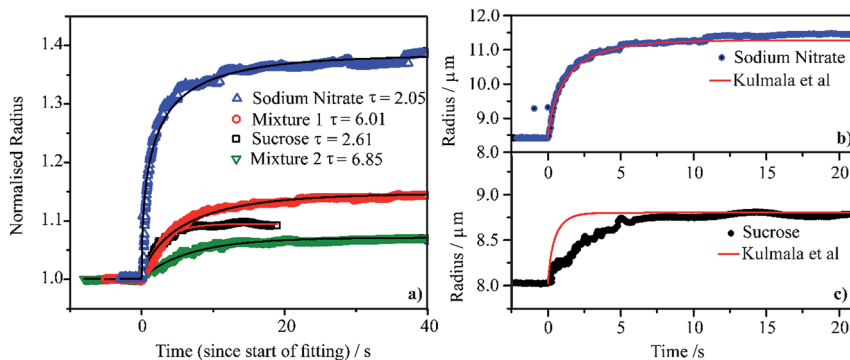 1.4
1.3
1.2
1.1
1.0
Normalised Radius
Sodium Nitrate τ = 2.05
Mixture 1 τ = 6.01
Sucrose τ = 2.61
Mixture 2 τ = 6.85
a)
0 20 40
Time (since start of fitting) / s
12.0
11.0
10.0
9.0
8.0
Radius / μm
Sodium Nitrate
Kulmala et al
b)
0 5 10 15 20
9.0
8.5
8.0
Radius / μm
Sucrose
Kulmala et al
c)
0 5 10 15 20
Time /s